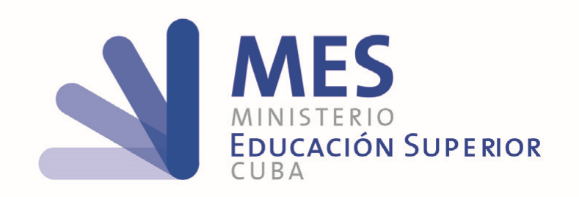 MES
MINISTERIO
EDUCACIÓN SUPERIOR
CUBA